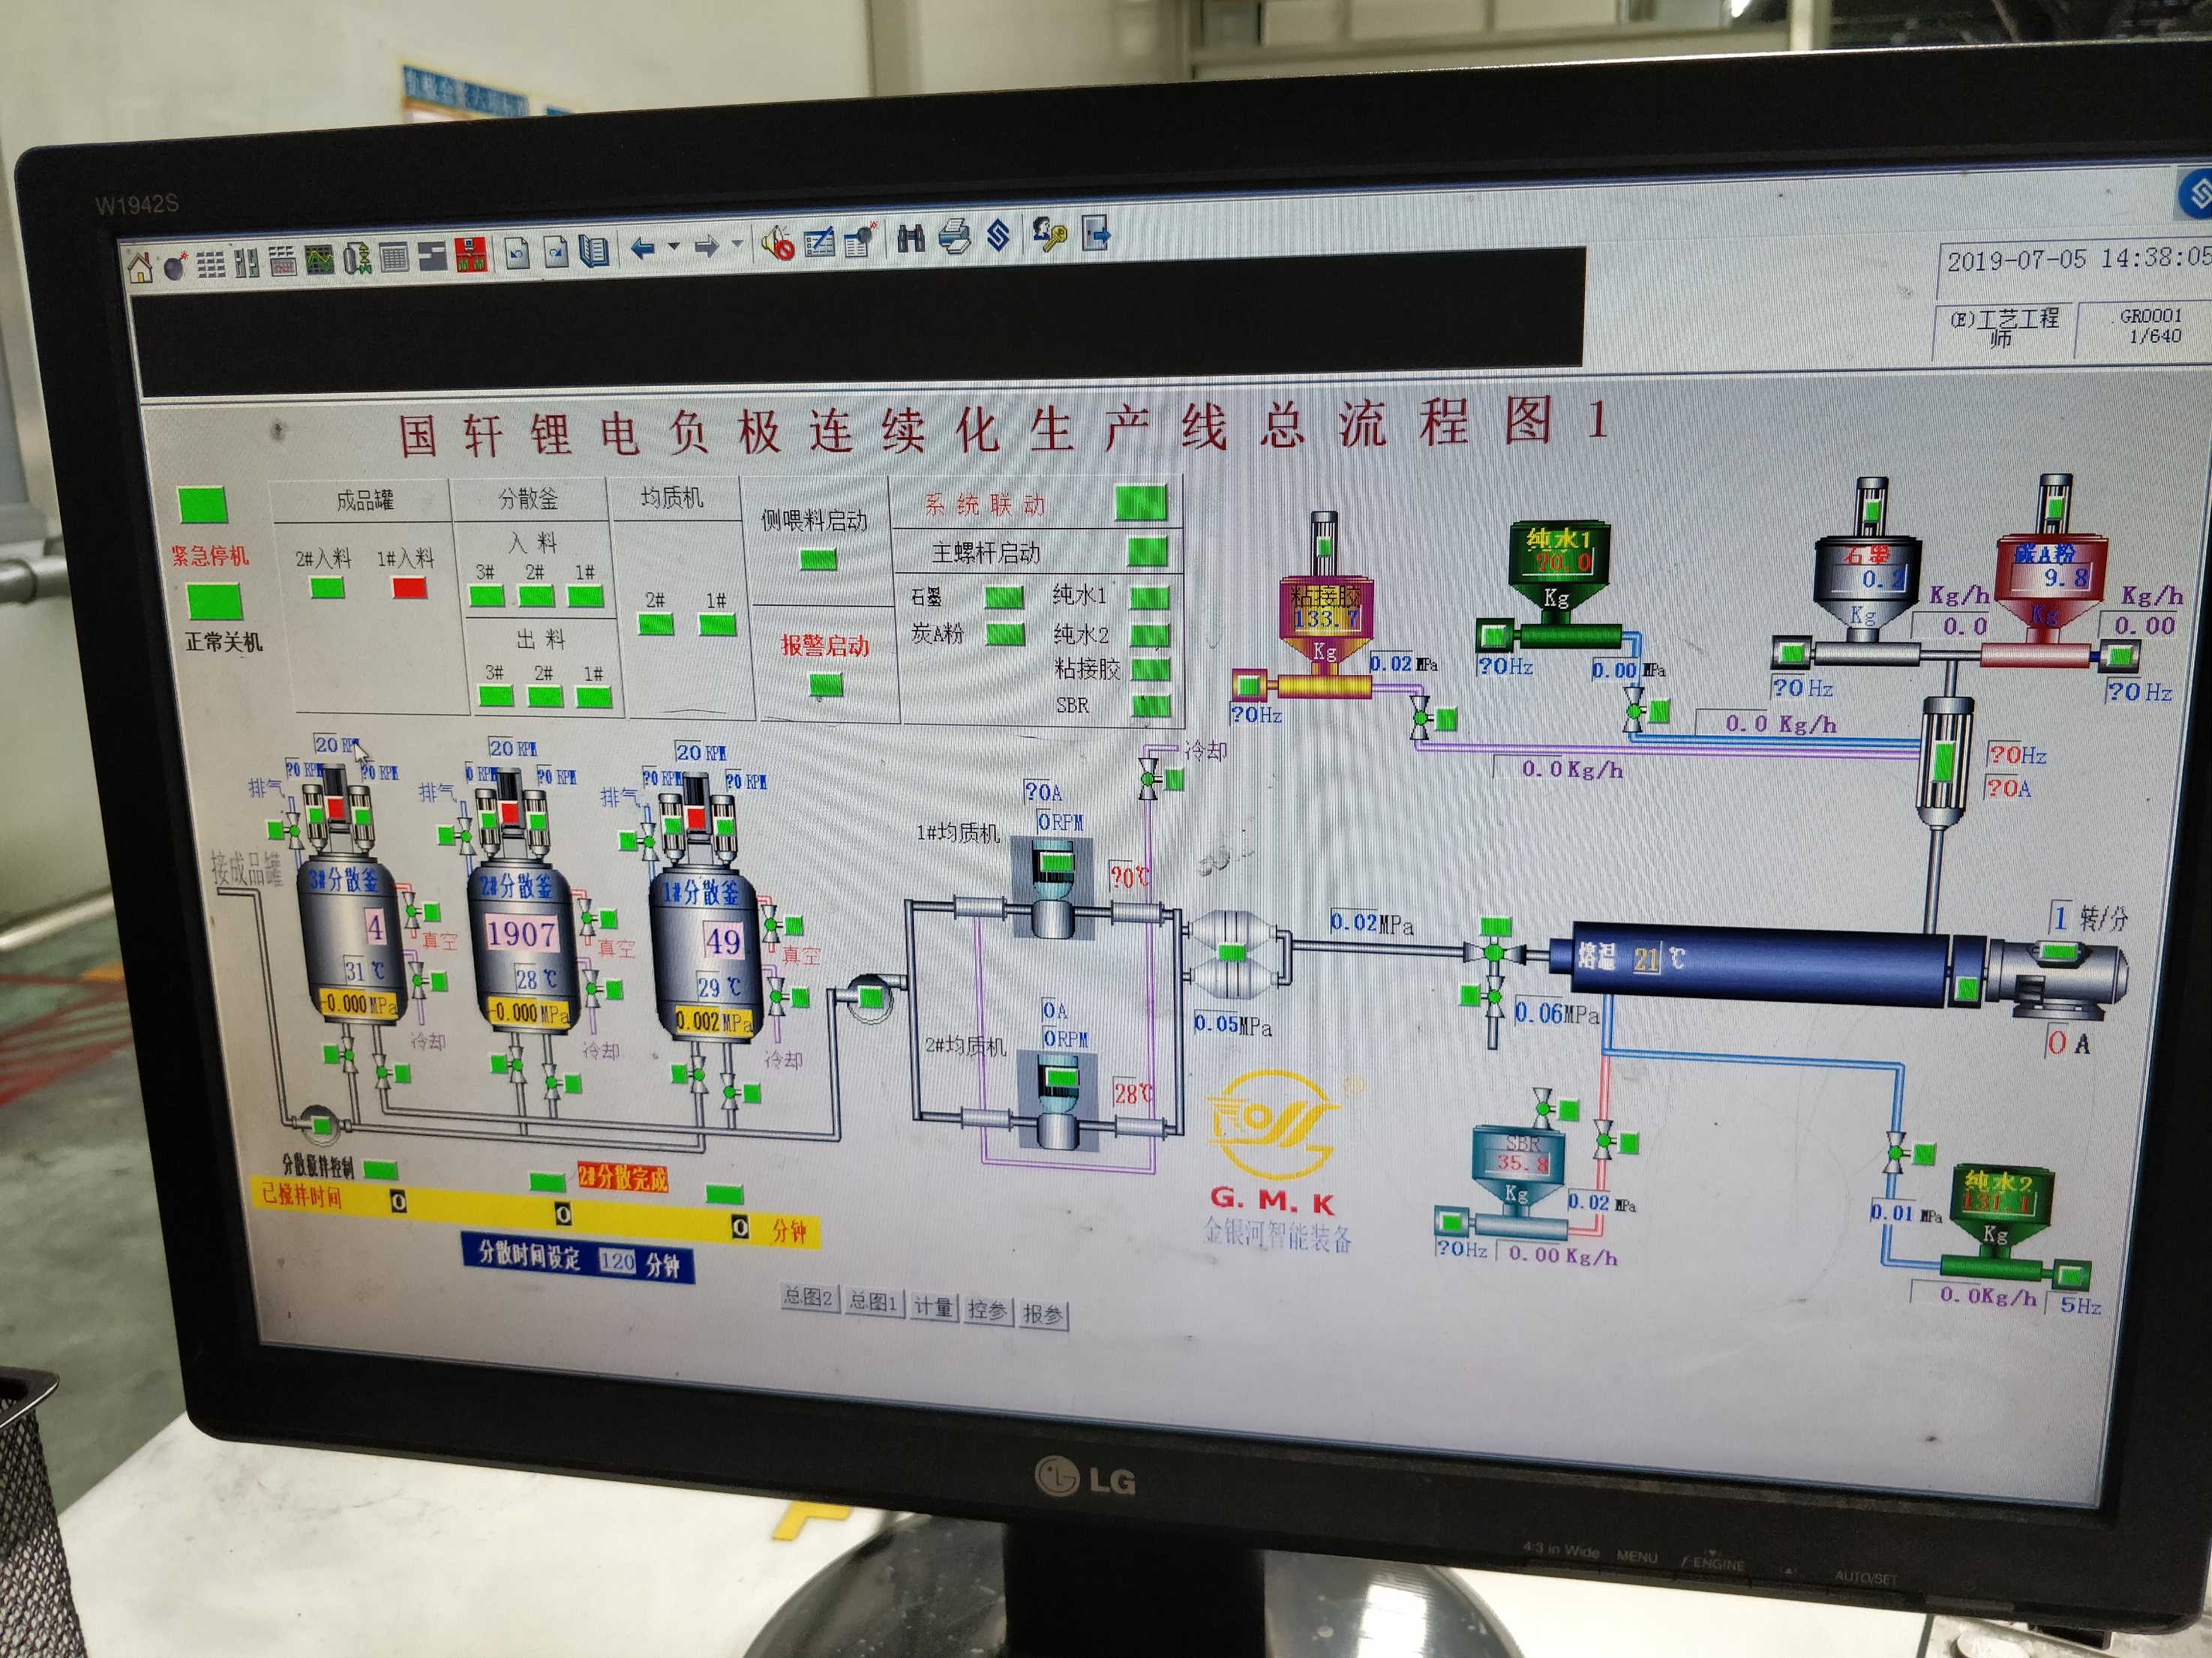 W1942S
2019-07-05 14:38:05
(E)工艺工程师
GR0001
1/640
国轩锂电负极连续化生产线总流程图1
紧急停机
正常关机
成品罐
2#入料 1#入料
分散釜
入料
3# 2# 1#
出料
3# 2# 1#
均质机
2# 1#
侧喂料启动
报警启动
系统联动
主螺杆启动
石墨 纯水1
炭A粉 纯水2
粘接胶
SBR
粘接胶
133.7
Kg
?0Hz
0.02 MPa
纯水1
?0.0
Kg
?0Hz
0.00 MPa
石墨
0.2
Kg
?0 Hz
Kg/h
0.0
碳A粉
9.8
Kg
Kg/h
0.00
?0 Hz
0.0 Kg/h
0.0Kg/h
?0Hz
?0A
20 RPM
?0 RPM ?0 RPM
排气
3#分散釜
4
31 ℃
-0.000MPa
真空
冷却
20 RPM
0 RPM ?0 RPM
排气
2#分散釜
1907
28 ℃
-0.000MPa
真空
冷却
20 RPM
?0 RPM ?0 RPM
排气
1#分散釜
49
29 ℃
0.002MPa
真空
冷却
接成品罐
冷却
?0A
0RPM
1#均质机
?0℃
0A
0RPM
2#均质机
28℃
0.05MPa
0.02MPa
0.06MPa
熔温 21 ℃
1 转/分
0 A
SBR
35.8
Kg
?0Hz
0.00 Kg/h
0.02 MPa
0.01 MPa
纯水2
131.1
Kg
0.0Kg/h
5Hz
分散搅拌控制
2#分散完成
已搅拌时间 0 0 0 分钟
分散时间设定 120 分钟
G.M.K
金银河智能装备
总图2 总图1 计量 控参 报参
LG
4:3 in Wide MENU f-ENGINE AUTO/SET